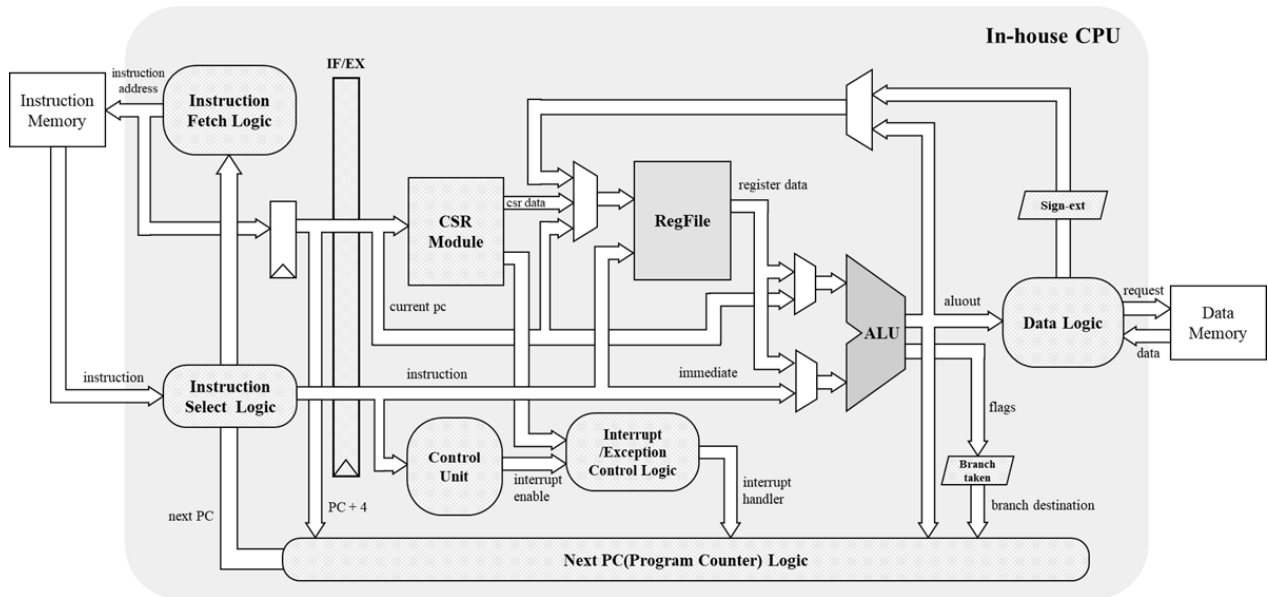 In-house CPU
IF/EX
instruction
address
Instruction
Memory
Instruction
Fetch Logic
CSR
Module
csr data
RegFile
register data
Sign-ext
current pc
ALU
aluout
Data Logic
request
data
Data
Memory
instruction
Instruction
Select Logic
instruction
immediate
flags
Control
Unit
interrupt
enable
Interrupt
/Exception
Control Logic
interrupt
handler
Branch
taken
branch destination
next PC
PC + 4
Next PC(Program Counter) Logic